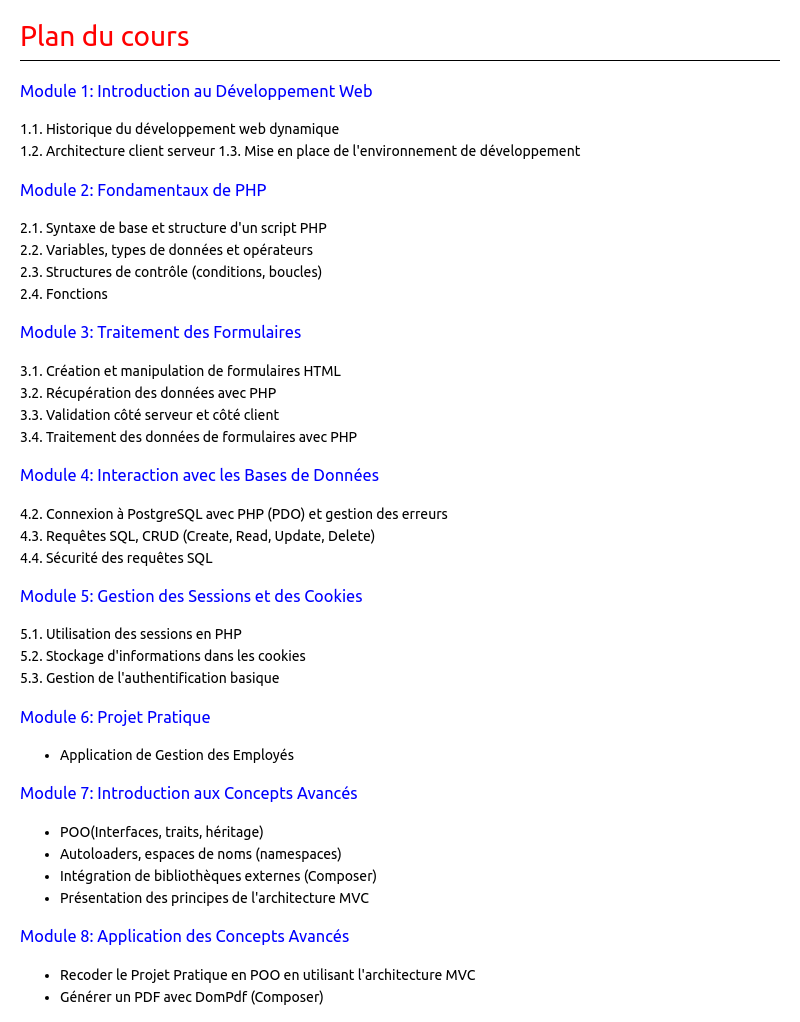 Plan du cours
Module 1: Introduction au Développement Web
1.1. Historique du développement web dynamique
1.2. Architecture client serveur 1.3. Mise en place de l'environnement de développement
Module 2: Fondamentaux de PHP
2.1. Syntaxe de base et structure d'un script PHP
2.2. Variables, types de données et opérateurs
2.3. Structures de contrôle (conditions, boucles)
2.4. Fonctions
Module 3: Traitement des Formulaires
3.1. Création et manipulation de formulaires HTML
3.2. Récupération des données avec PHP
3.3. Validation côté serveur et côté client
3.4. Traitement des données de formulaires avec PHP
Module 4: Interaction avec les Bases de Données
4.2. Connexion à PostgreSQL avec PHP (PDO) et gestion des erreurs
4.3. Requêtes SQL, CRUD (Create, Read, Update, Delete)
4.4. Sécurité des requêtes SQL
Module 5: Gestion des Sessions et des Cookies
5.1. Utilisation des sessions en PHP
5.2. Stockage d'informations dans les cookies
5.3. Gestion de l'authentification basique
Module 6: Projet Pratique
• Application de Gestion des Employés
Module 7: Introduction aux Concepts Avancés
• POO(Interfaces, traits, héritage)
• Autoloaders, espaces de noms (namespaces)
• Intégration de bibliothèques externes (Composer)
• Présentation des principes de l'architecture MVC
Module 8: Application des Concepts Avancés
• Recoder le Projet Pratique en POO en utilisant l'architecture MVC
• Générer un PDF avec DomPdf (Composer)